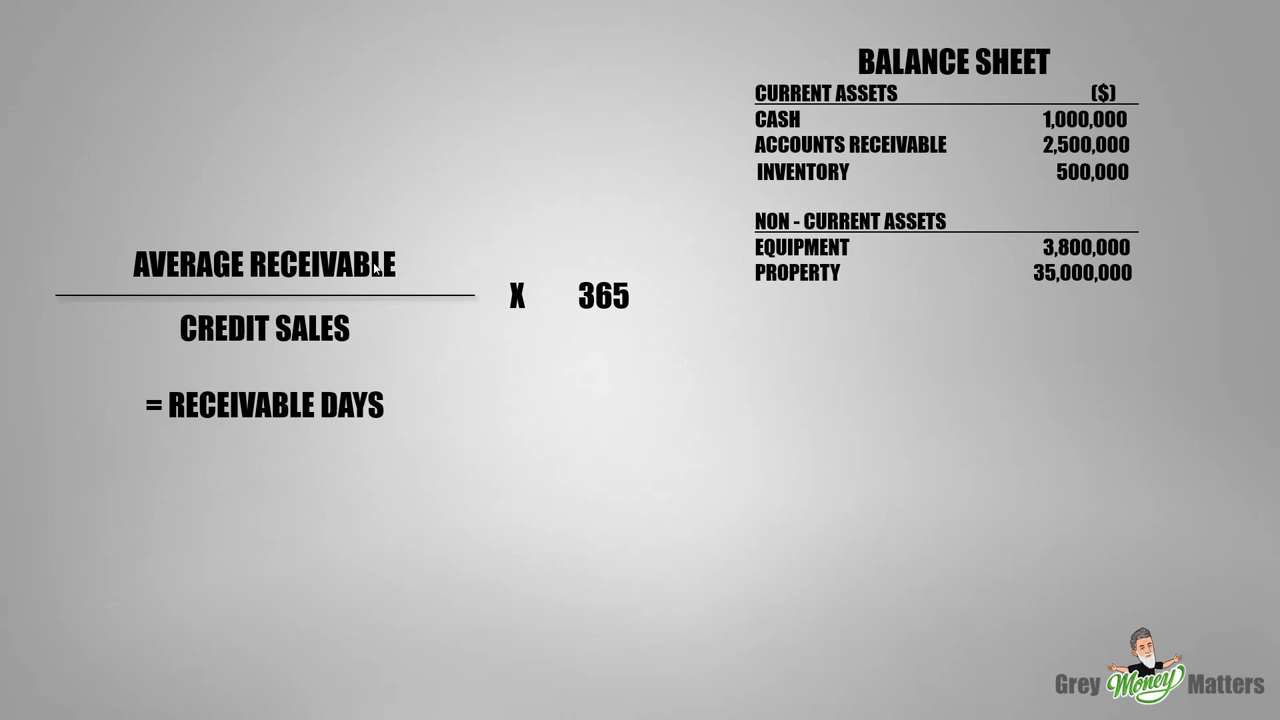 BALANCE SHEET
CURRENT ASSETS ($)
CASH 1,000,000
ACCOUNTS RECEIVABLE 2,500,000
INVENTORY 500,000
NON - CURRENT ASSETS
EQUIPMENT 3,800,000
PROPERTY 35,000,000
AVERAGE RECEIVABLE
X 365
CREDIT SALES
= RECEIVABLE DAYS
Grey Money Matters